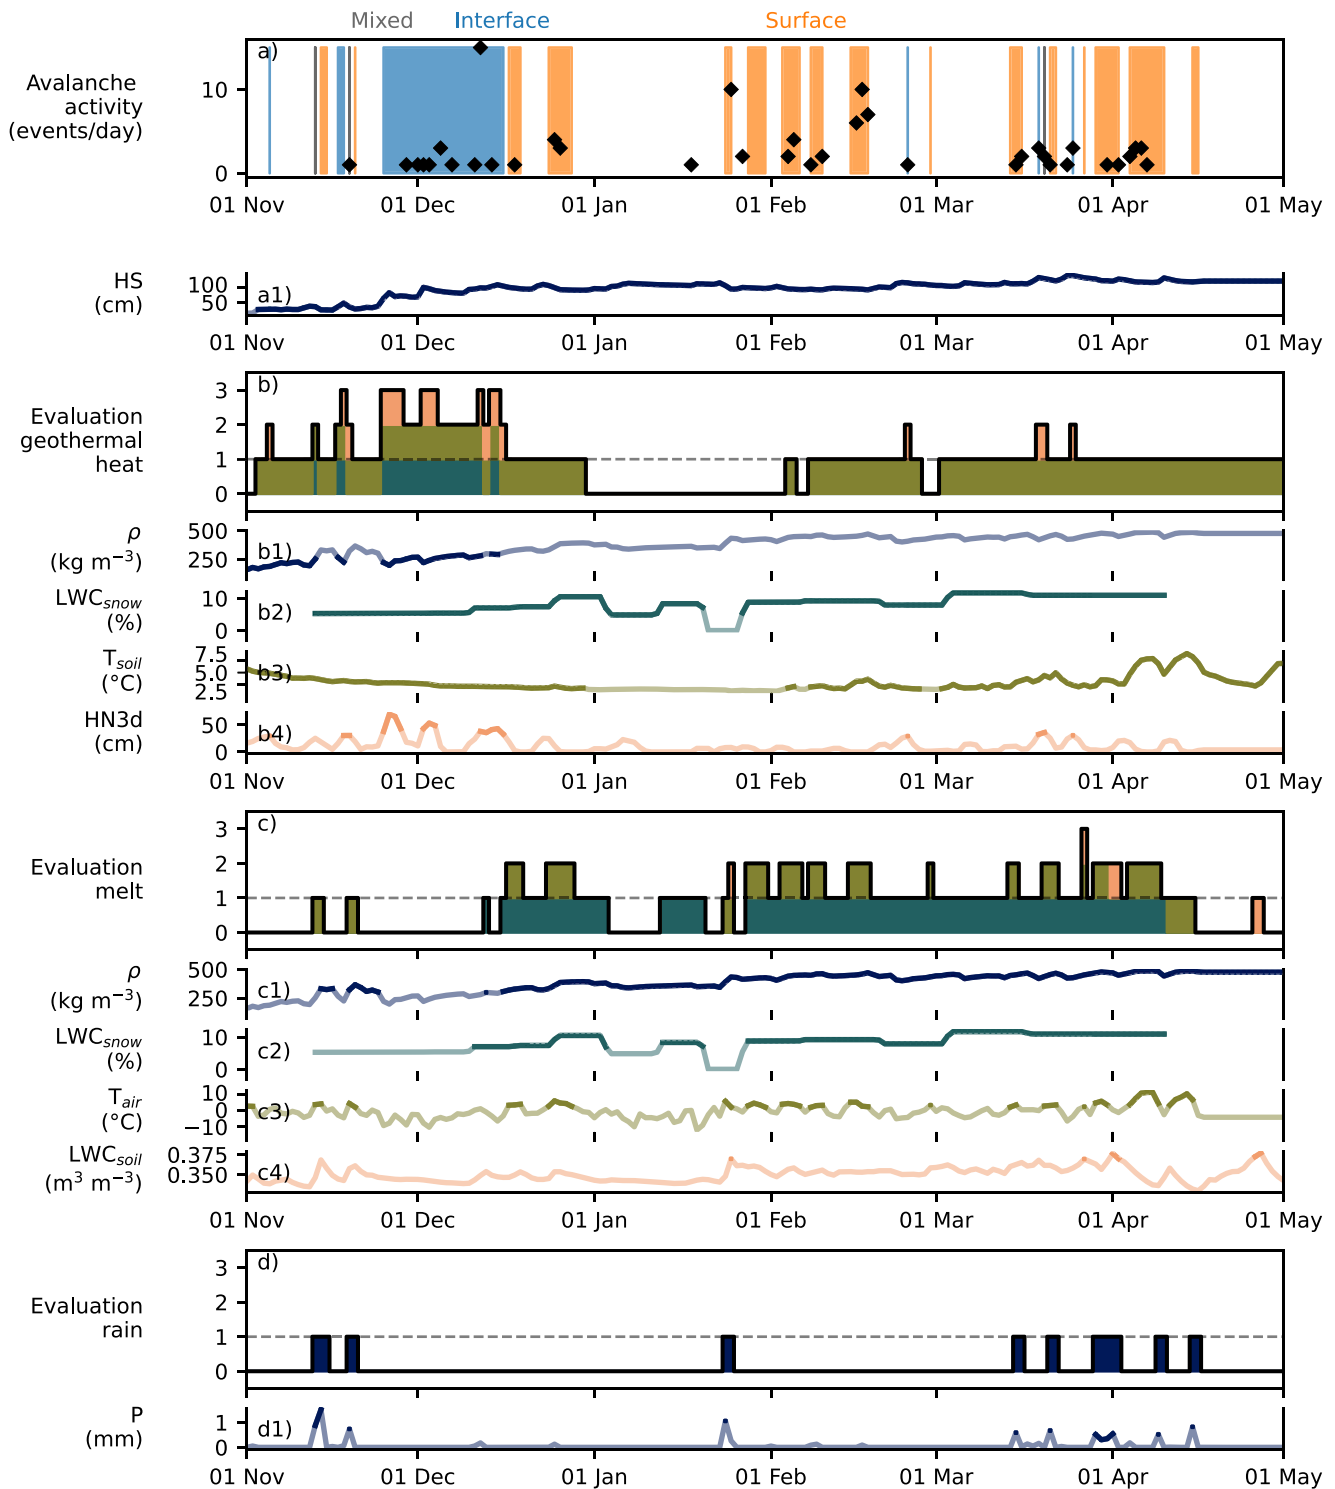 Mixed Interface Surface
a)
Avalanche
activity
(events/day)
10
0
01 Nov 01 Dec 01 Jan 01 Feb 01 Mar 01 Apr 01 May
HS
(cm)
100
50
a1)
01 Nov 01 Dec 01 Jan 01 Feb 01 Mar 01 Apr 01 May
b)
Evaluation
geothermal
heat
3
2
1
0
ρ
(kg m⁻³)
500
250
b1)
LWCsnow
(%)
10
0
b2)
Tsoil
(°C)
7.5
5.0
2.5
b3)
HN3d
(cm)
50
0
b4)
01 Nov 01 Dec 01 Jan 01 Feb 01 Mar 01 Apr 01 May
c)
Evaluation
melt
3
2
1
0
ρ
(kg m⁻³)
500
250
c1)
LWCsnow
(%)
10
0
c2)
Tair
(°C)
10
0
−10
c3)
LWCsoil
(m³ m⁻³)
0.375
0.350
c4)
01 Nov 01 Dec 01 Jan 01 Feb 01 Mar 01 Apr 01 May
d)
Evaluation
rain
3
2
1
0
P
(mm)
1
0
d1)
01 Nov 01 Dec 01 Jan 01 Feb 01 Mar 01 Apr 01 May